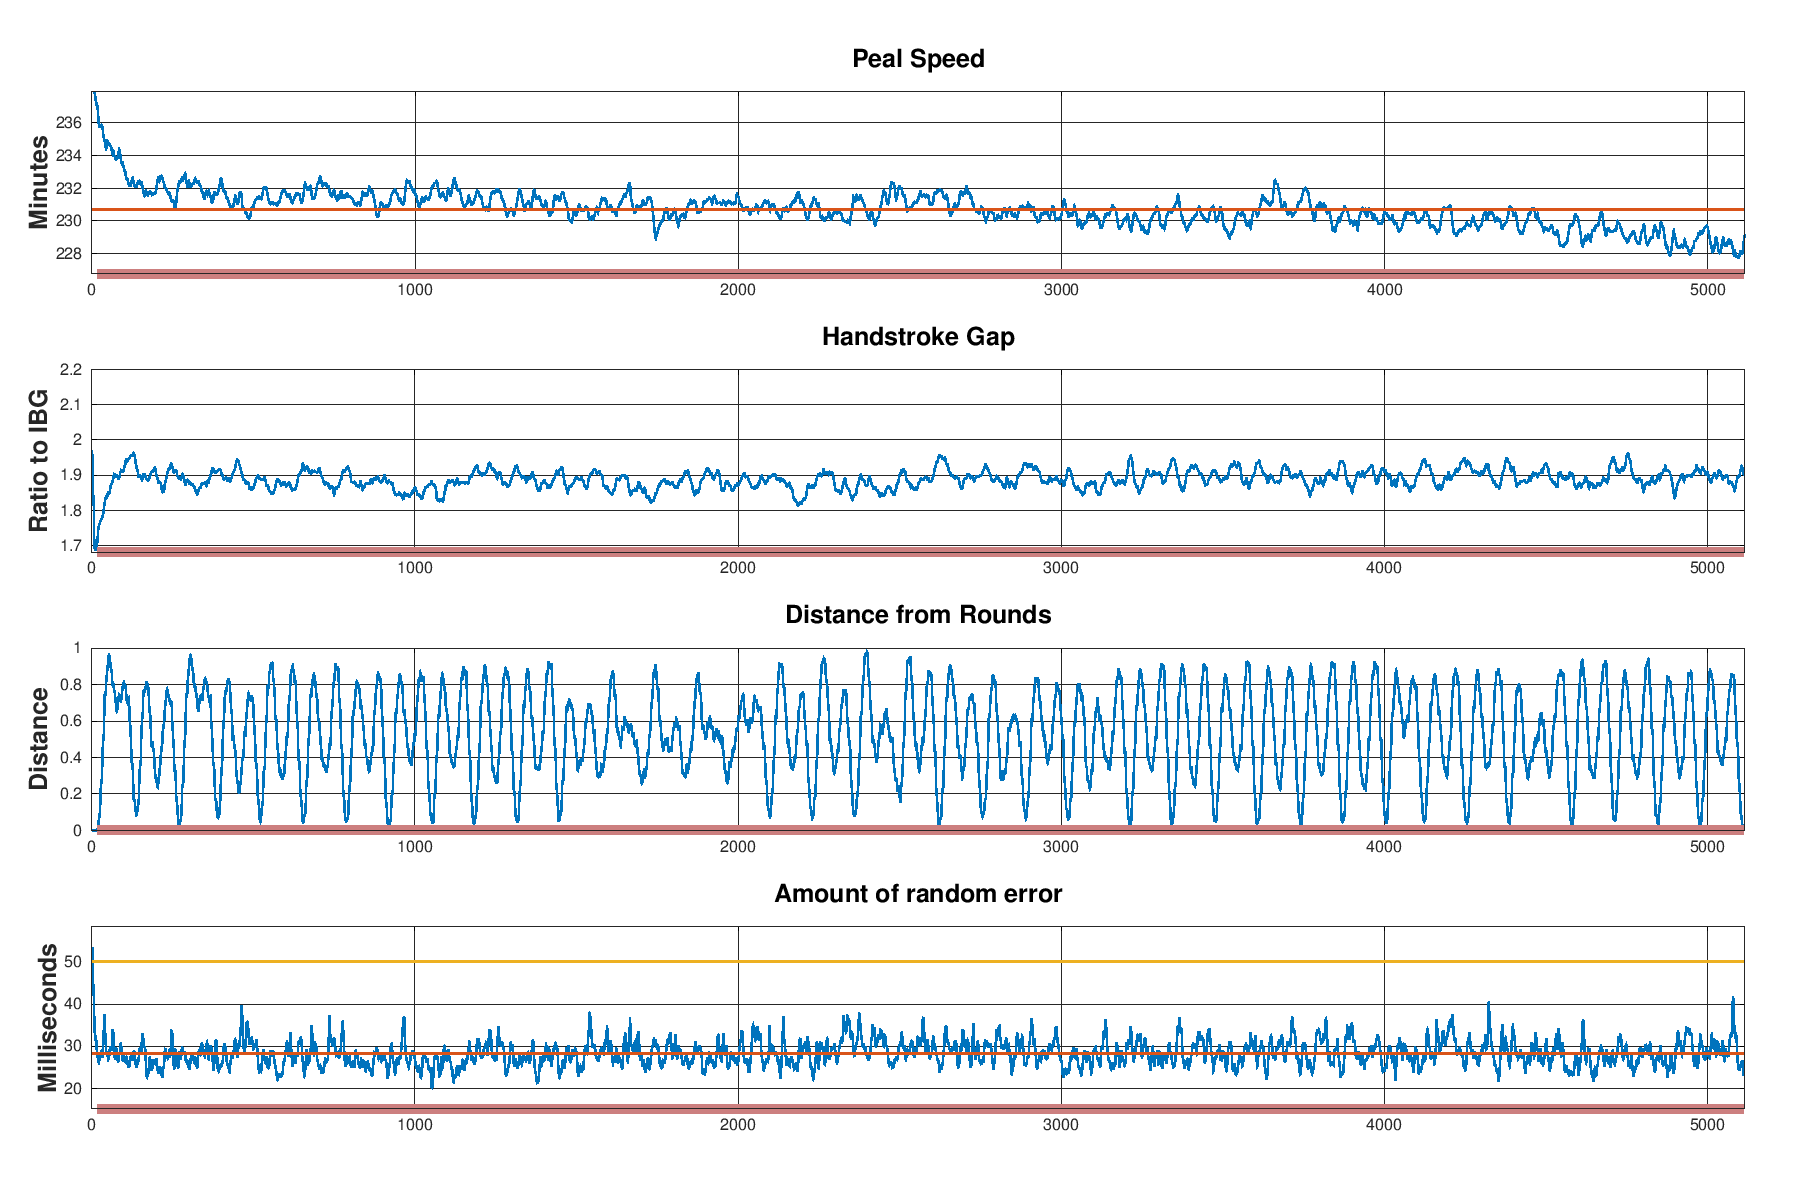 Peal Speed
Minutes
236
234
232
230
228
0 1000 2000 3000 4000 5000
Handstroke Gap
Ratio to IBG
2.2
2.1
2
1.9
1.8
1.7
0 1000 2000 3000 4000 5000
Distance from Rounds
Distance
1
0.8
0.6
0.4
0.2
0
0 1000 2000 3000 4000 5000
Amount of random error
Milliseconds
50
40
30
20
0 1000 2000 3000 4000 5000